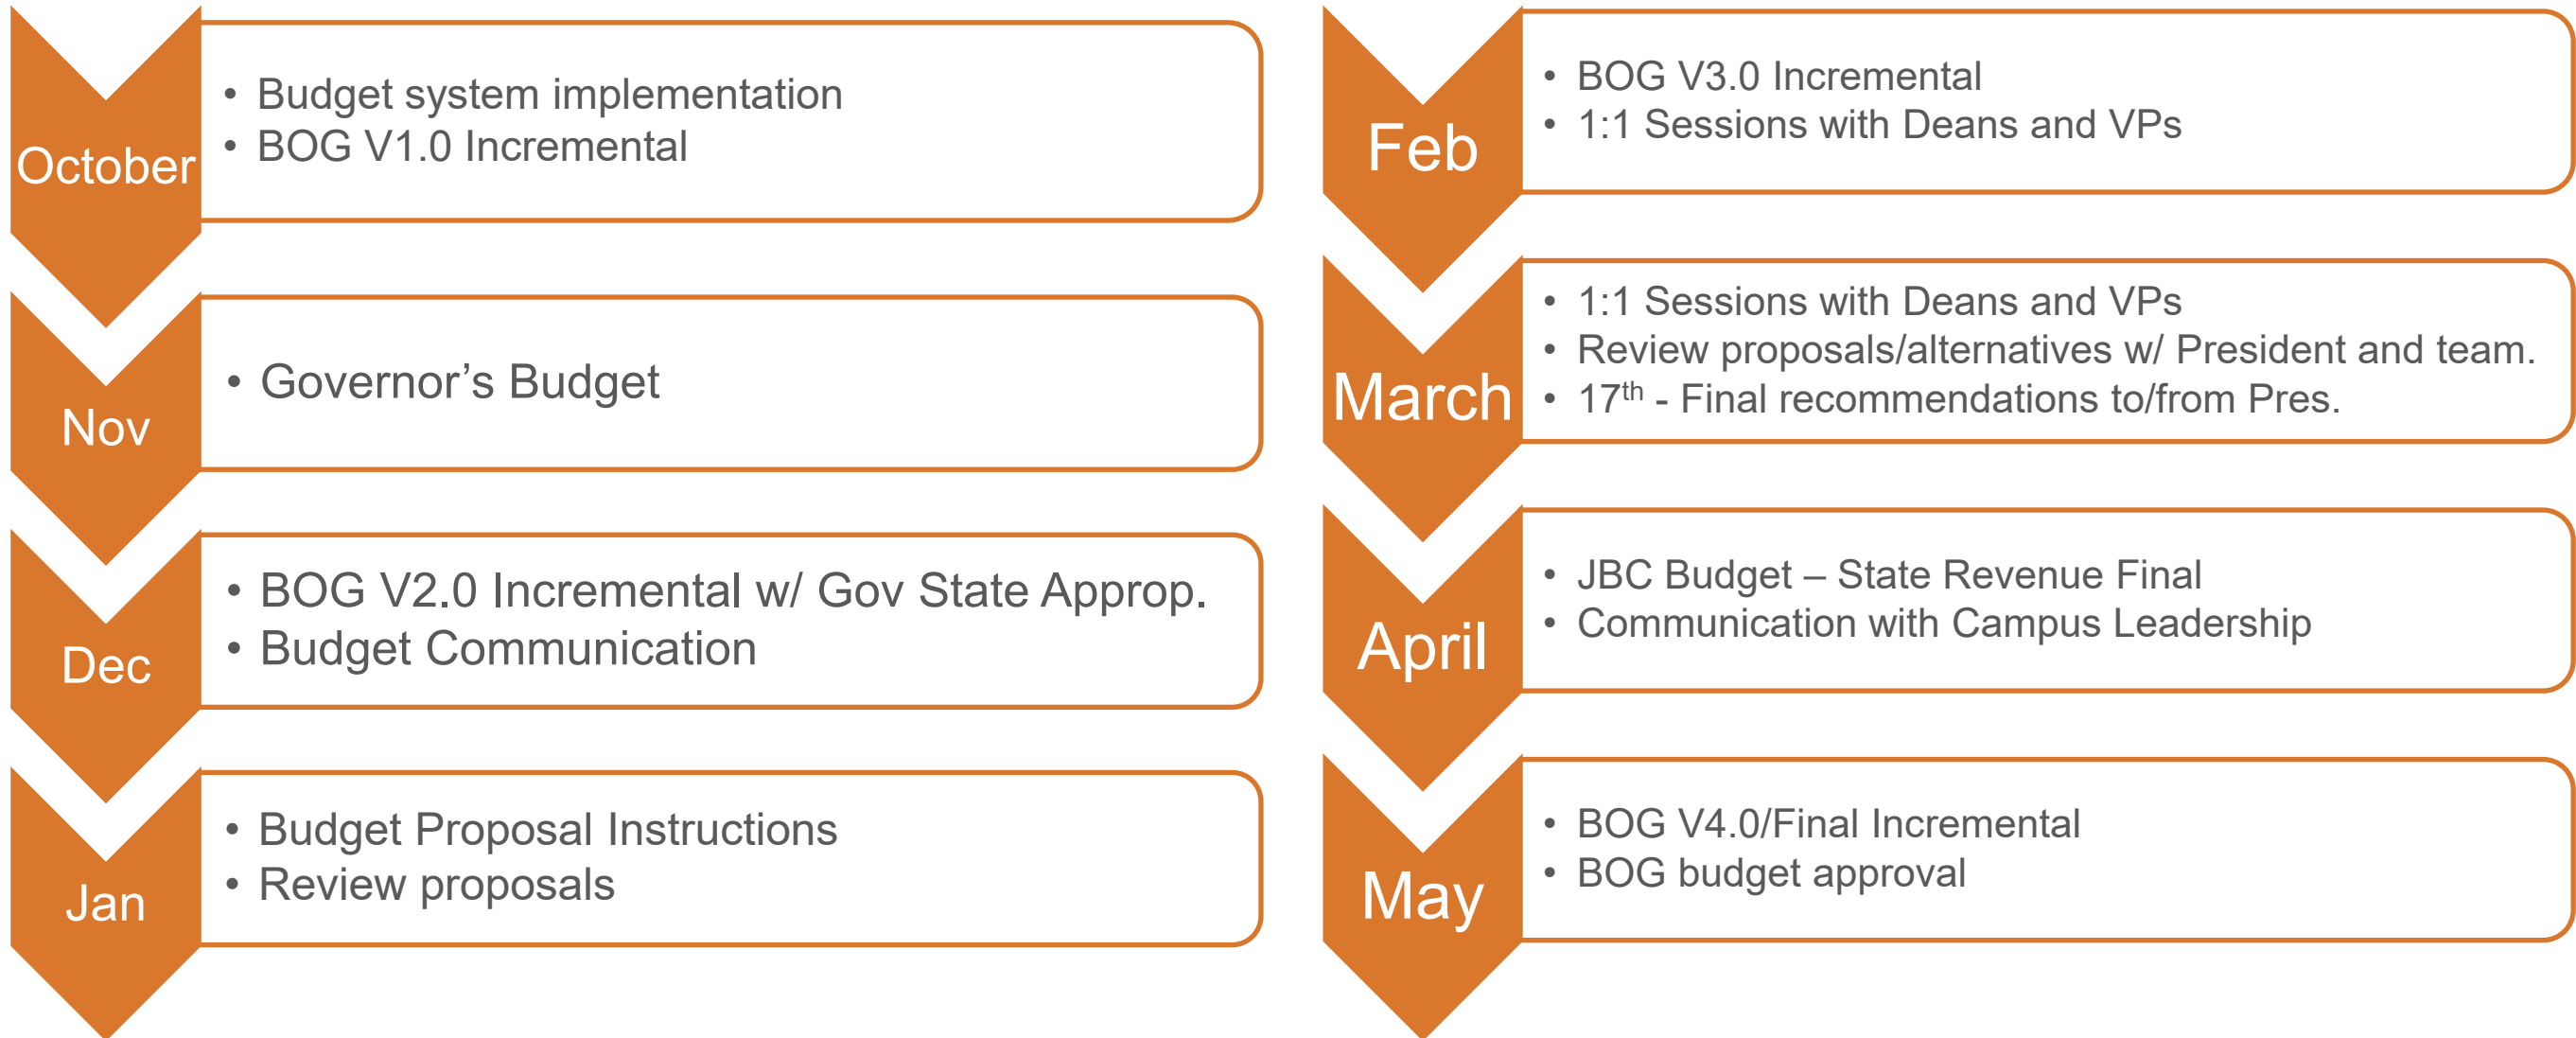 October
• Budget system implementation
• BOG V1.0 Incremental
Nov
• Governor’s Budget
Dec
• BOG V2.0 Incremental w/ Gov State Approp.
• Budget Communication
Jan
• Budget Proposal Instructions
• Review proposals
Feb
• BOG V3.0 Incremental
• 1:1 Sessions with Deans and VPs
March
• 1:1 Sessions with Deans and VPs
• Review proposals/alternatives w/ President and team.
• 17th - Final recommendations to/from Pres.
April
• JBC Budget – State Revenue Final
• Communication with Campus Leadership
May
• BOG V4.0/Final Incremental
• BOG budget approval